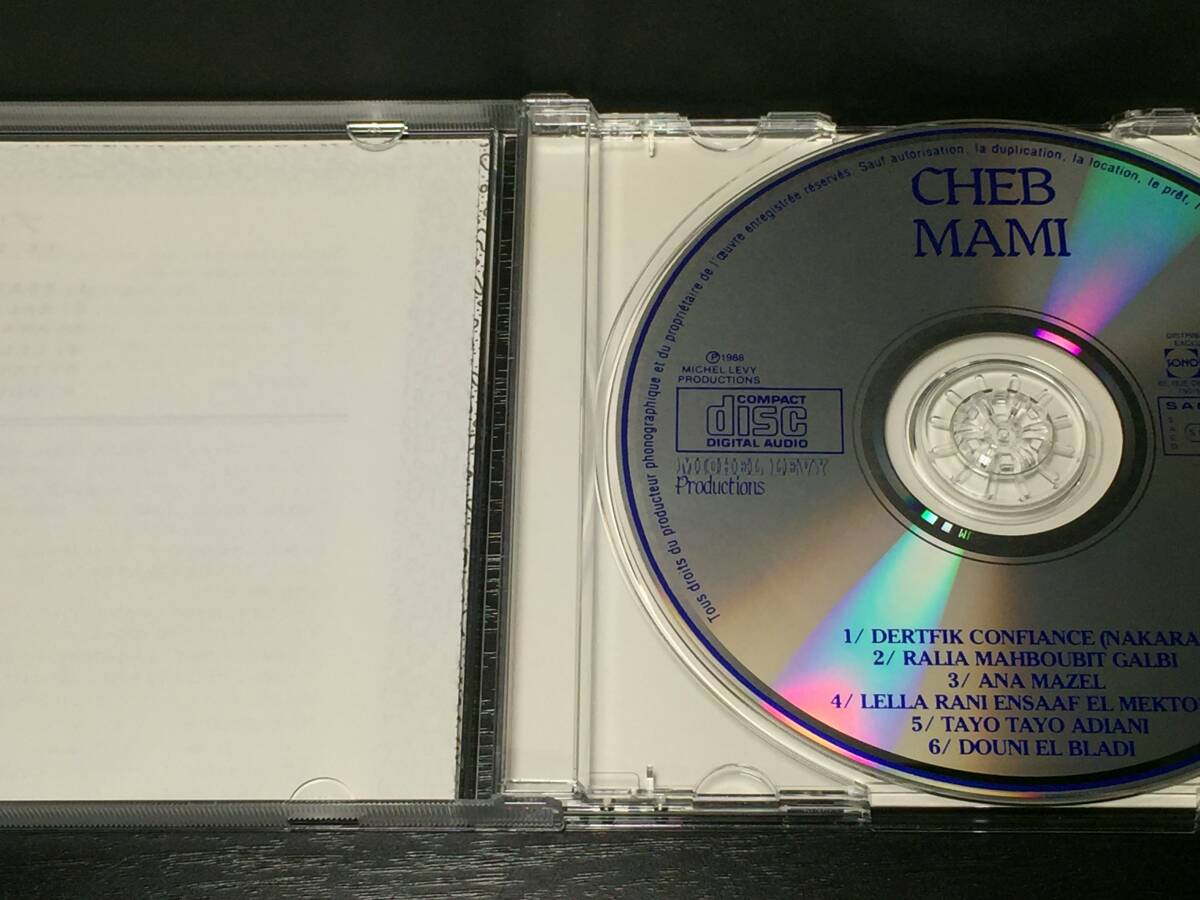 Tous droits du producteur phonographique et du propriétaire de l'œuvre enregistrée réservés. Sauf autorisation, la duplication, la location, le prêt,
CHEB
MAMI
℗1988
MICHEL LEVY
PRODUCTIONS
COMPACT
disc
DIGITAL AUDIO
MICHEL LEVY
Productions
1/ DERTFIK CONFIANCE (NAKARA
2/ RALIA MAHBOUBIT GALBI
3/ ANA MAZEL
4/ LELLA RANI ENSAAF EL MEKTO
5/ TAYO TAYO ADIANI
6/ DOUNI EL BLADI